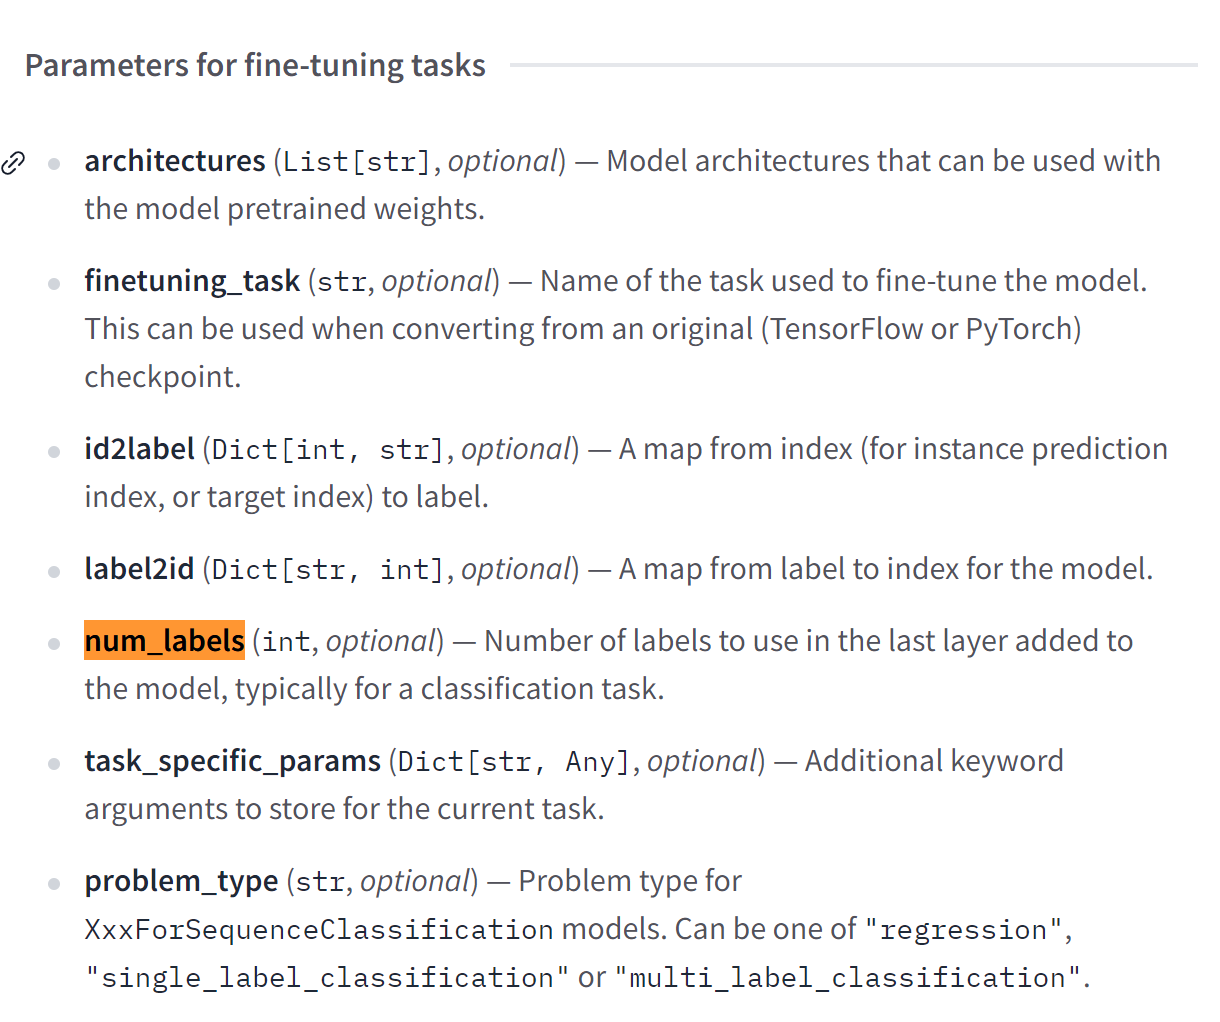 Parameters for fine-tuning tasks
architectures (List[str], optional) — Model architectures that can be used with
the model pretrained weights.
finetuning_task (str, optional) — Name of the task used to fine-tune the model.
This can be used when converting from an original (TensorFlow or PyTorch)
checkpoint.
id2label (Dict[int, str], optional) — A map from index (for instance prediction
index, or target index) to label.
label2id (Dict[str, int], optional) — A map from label to index for the model.
num_labels (int, optional) — Number of labels to use in the last layer added to
the model, typically for a classification task.
task_specific_params (Dict[str, Any], optional) — Additional keyword
arguments to store for the current task.
problem_type (str, optional) — Problem type for
XxxForSequenceClassification models. Can be one of "regression",
"single_label_classification" or "multi_label_classification".